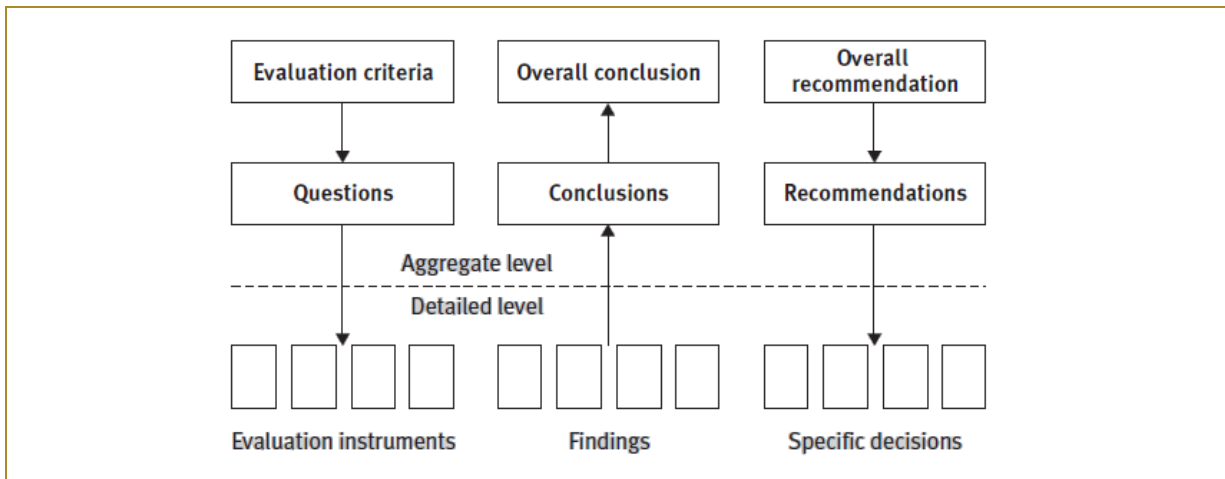 Evaluation criteria
Overall conclusion
Overall
recommendation
Questions
Conclusions
Recommendations
Aggregate level
Detailed level
Evaluation instruments
Findings
Specific decisions